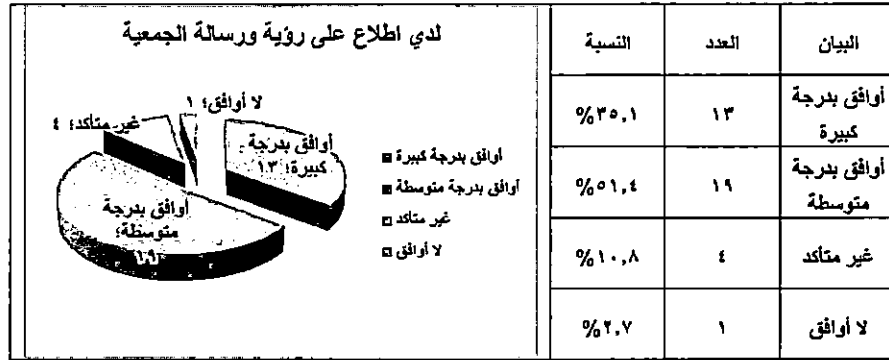 لدي اطلاع على رؤية ورسالة الجمعية
لا أوافق؛ ١
غير متأكد؛ ٤
أوافق بدرجة
كبيرة؛ ١٣
أوافق بدرجة
متوسطة؛
١٩
أوافق بدرجة كبيرة
أوافق بدرجة متوسطة
غير متأكد
لا أوافق
البيان العدد النسبة
أوافق بدرجة
كبيرة
١٣ %٣٥,١
أوافق بدرجة
متوسطة
١٩ %٥١,٤
غير متأكد ٤ %١٠,٨
لا أوافق ١ %٢,٧